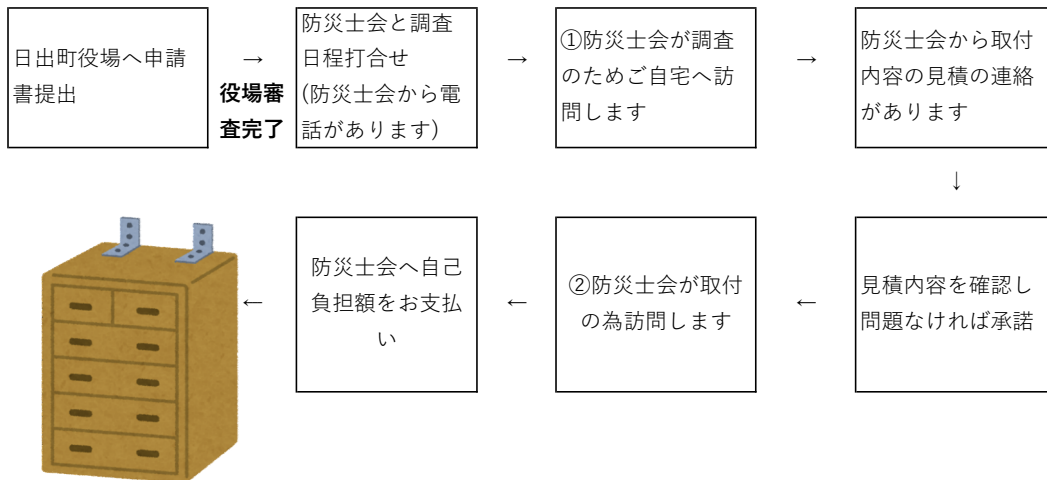 日出町役場へ申請
書提出
→
役場審
査完了
防災士会と調査
日程打合せ
(防災士会から電
話があります)
→
①防災士会が調査
のためご自宅へ訪
問します
→
防災士会から取付
内容の見積の連絡
があります
↓
見積内容を確認し
問題なければ承諾
←
②防災士会が取付
の為訪問します
←
防災士会へ自己
負担額をお支払
い
←